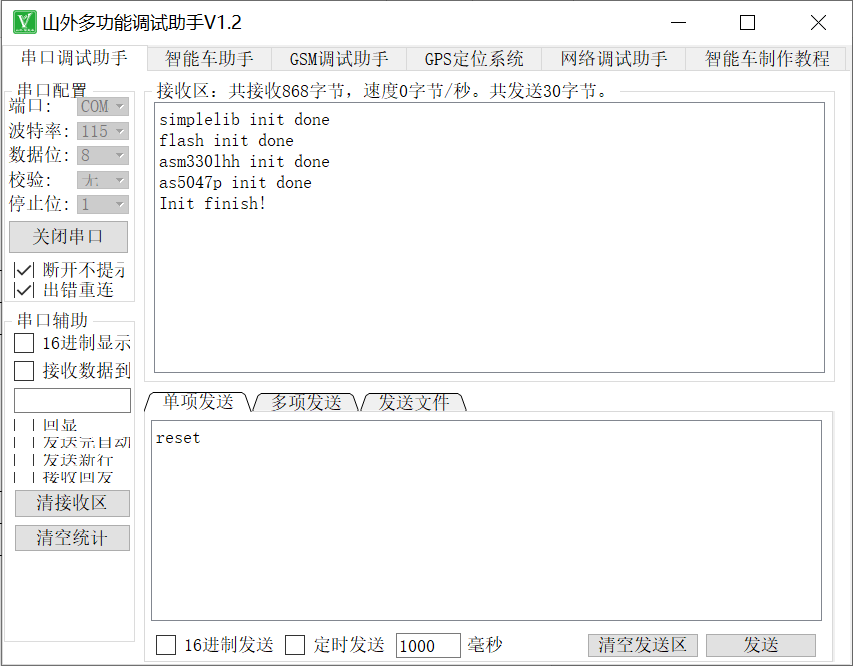 山外多功能调试助手V1.2
串口调试助手 智能车助手 GSM调试助手 GPS定位系统 网络调试助手 智能车制作教程
串口配置
端口: COM
波特率: 115
数据位: 8
校验: 无
停止位: 1
关闭串口
断开不提示
出错重连
串口辅助
16进制显示
接收数据到
回显
发送完自动
发送新行
接收回发
清接收区
清空统计
接收区: 共接收868字节, 速度0字节/秒。共发送30字节。
simplelib init done
flash init done
asm330lhh init done
as5047p init done
Init finish!
单项发送 多项发送 发送文件
reset
16进制发送 定时发送 1000 毫秒 清空发送区 发送